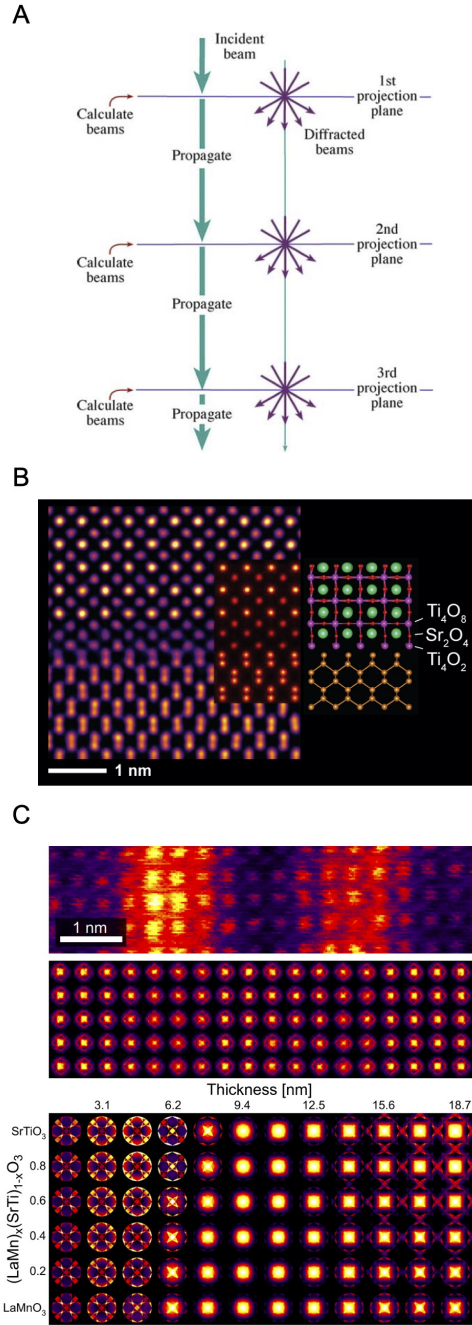 A
Incident
beam
1st
projection
plane
Calculate
beams
Diffracted
beams
Propagate
2nd
projection
plane
Calculate
beams
Propagate
3rd
projection
plane
Calculate
beams
Propagate
B
Ti4O8
Sr2O4
Ti4O2
1 nm
C
1 nm
Thickness [nm]
3.1 6.2 9.4 12.5 15.6 18.7
(LaMn)x(SrTi)1-xO3
SrTiO3
0.8
0.6
0.4
0.2
LaMnO3